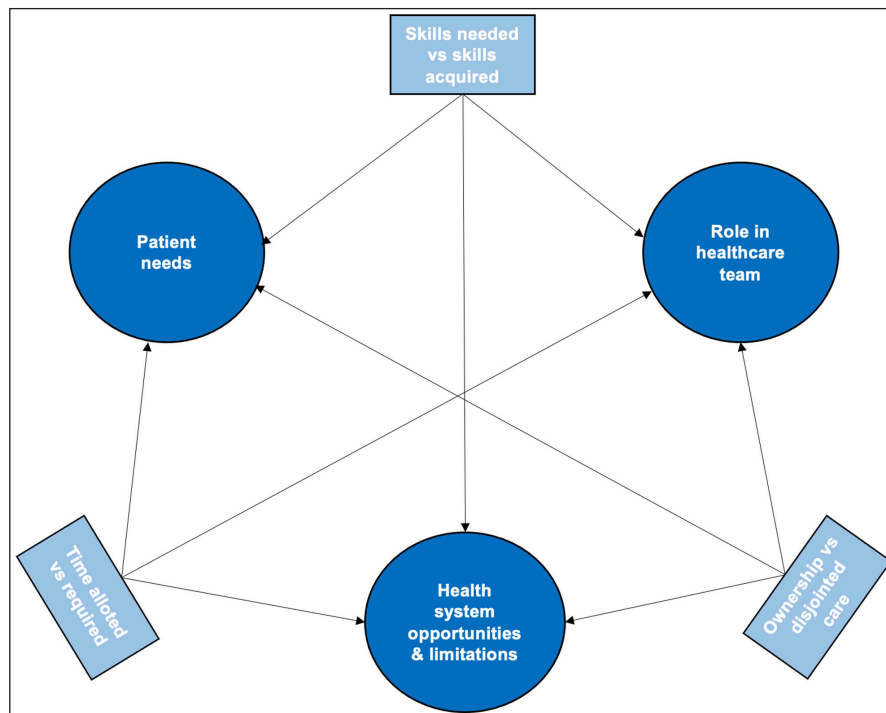 Skills needed
vs skills
acquired
Patient
needs
Role in
healthcare
team
Time alloted
vs required
Health
system
opportunities
& limitations
Ownership vs
disjointed
care